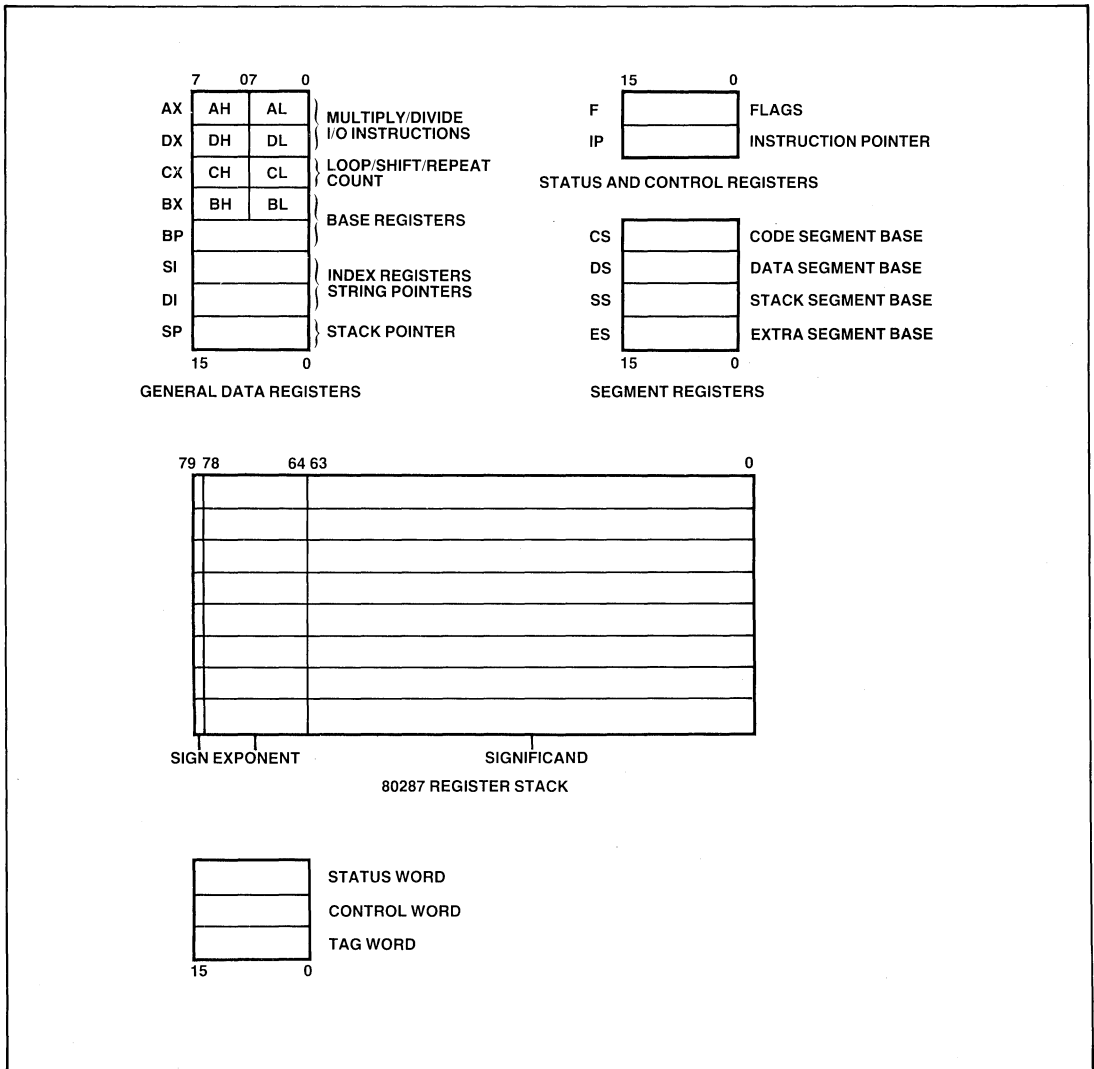 7 07 0
AX AH AL MULTIPLY/DIVIDE
DX DH DL I/O INSTRUCTIONS
CX CH CL LOOP/SHIFT/REPEAT
COUNT
BX BH BL
BASE REGISTERS
BP
SI INDEX REGISTERS
DI STRING POINTERS
SP STACK POINTER
15 0
GENERAL DATA REGISTERS
15 0
F FLAGS
IP INSTRUCTION POINTER
STATUS AND CONTROL REGISTERS
CS CODE SEGMENT BASE
DS DATA SEGMENT BASE
SS STACK SEGMENT BASE
ES EXTRA SEGMENT BASE
15 0
SEGMENT REGISTERS
79 78 64 63 0
SIGN EXPONENT SIGNIFICAND
80287 REGISTER STACK
STATUS WORD
CONTROL WORD
TAG WORD
15 0